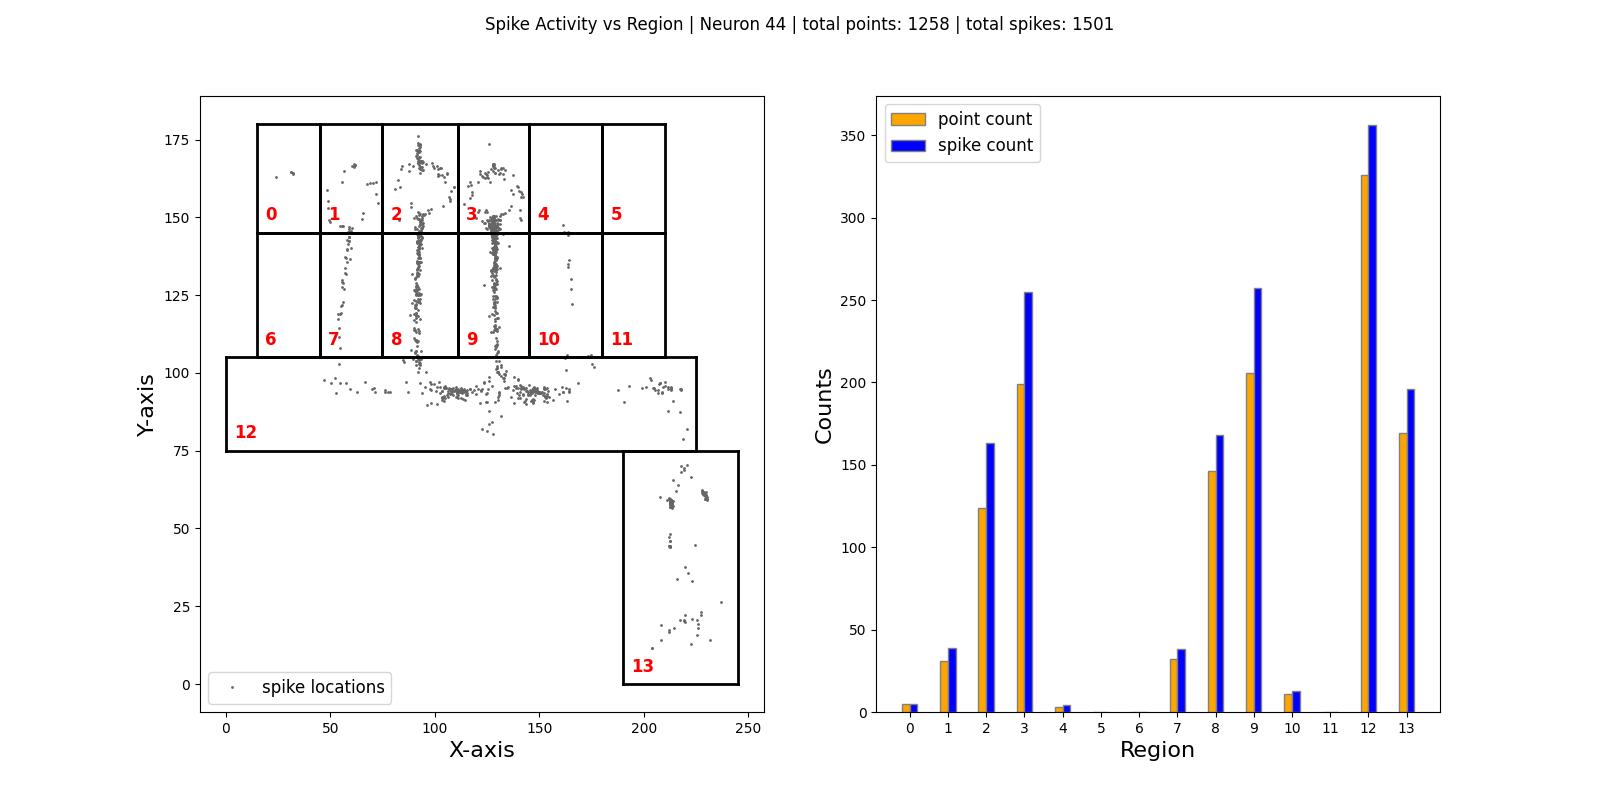 Spike Activity vs Region | Neuron 44 | total points: 1258 | total spikes: 1501
175
150
125
100
75
50
25
0
Y-axis
0 1 2 3 4 5
6 7 8 9 10 11
12
13
spike locations
0 50 100 150 200 250
X-axis
point count
spike count
350
300
250
200
150
100
50
0
Counts
0 1 2 3 4 5 6 7 8 9 10 11 12 13
Region